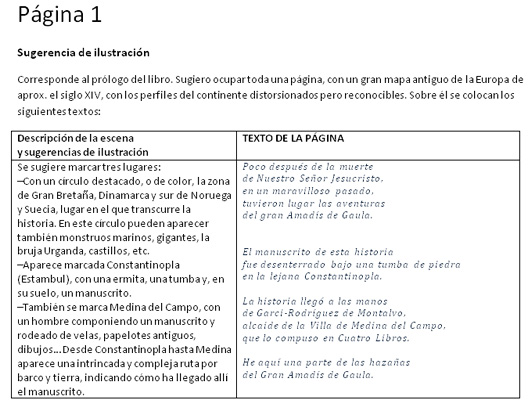 Página 1
Sugerencia de ilustración
Corresponde al prólogo del libro. Sugiero ocupar toda una página, con un gran mapa antiguo de la Europa de
aprox. el siglo XIV, con los perfiles del continente distorsionados pero reconocibles. Sobre él se colocan los
siguientes textos:
Descripción de la escena
y sugerencias de ilustración
Se sugiere marcar tres lugares:
–Con un círculo destacado, o de color, la zona
de Gran Bretaña, Dinamarca y sur de Noruega
y Suecia, lugar en el que transcurre la
historia. En este círculo pueden aparecer
también monstruos marinos, gigantes, la
bruja Urganda, castillos, etc.
–Aparece marcada Constantinopla
(Estambul), con una ermita, una tumba y, en
su suelo, un manuscrito.
–También se marca Medina del Campo, con
un hombre componiendo un manuscrito y
rodeado de velas, papelotes antiguos,
dibujos... Desde Constantinopla hasta Medina
aparece una intrincada y compleja ruta por
barco y tierra, indicando cómo ha llegado allí
el manuscrito.
TEXTO DE LA PÁGINA
Poco después de la muerte
de Nuestro Señor Jesucristo,
en un maravilloso pasado,
tuvieron lugar las aventuras
del gran Amadís de Gaula.
El manuscrito de esta historia
fue desenterrado bajo una tumba de piedra
en la lejana Constantinopla.
La historia llegó a las manos
de Garci-Rodríguez de Montalvo,
alcaide de la Villa de Medina del Campo,
que lo compuso en Cuatro Libros.
He aquí una parte de las hazañas
del Gran Amadís de Gaula.